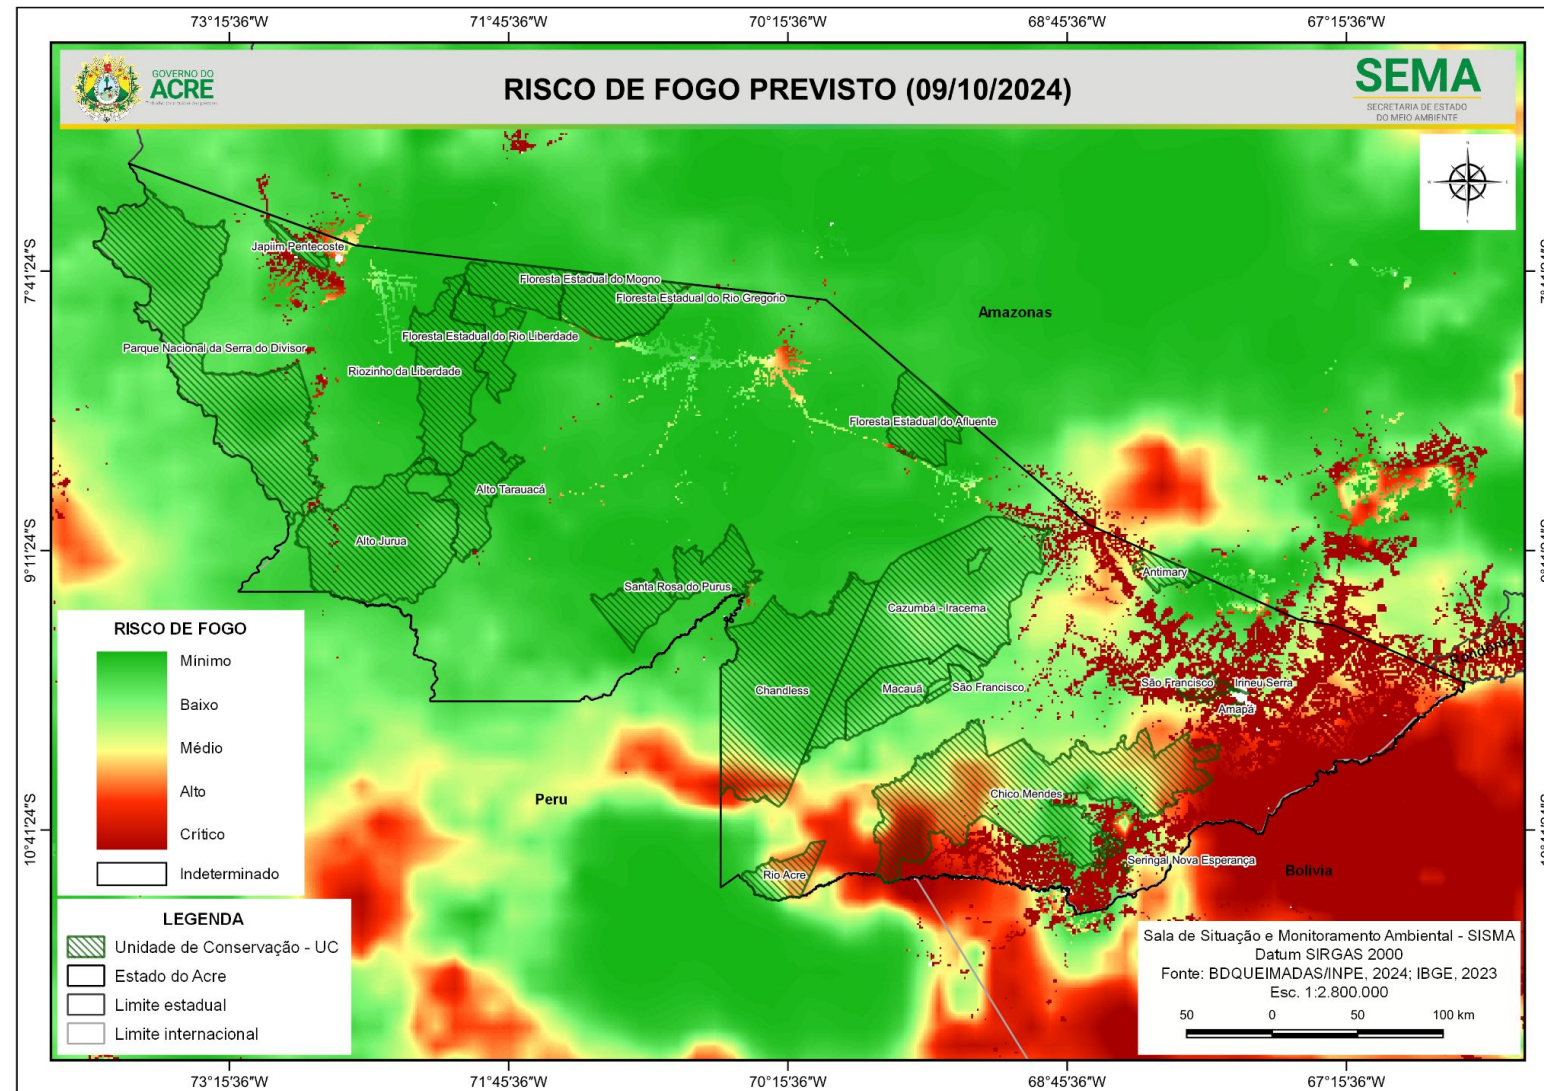 73°15'36"W
71°45'36"W
70°15'36"W
68°45'36"W
67°15'36"W
GOVERNO DO
ACRE
RISCO DE FOGO PREVISTO (09/10/2024)
SEMA
SECRETARIA DE ESTADO
DO MEIO AMBIENTE
7°41'24"S
9°11'24"S
10°41'24"S
Japiim Pentecoste
Floresta Estadual do Mogno
Floresta Estadual do Rio Gregorio
Amazonas
Floresta Estadual do Rio Liberdade
Parque Nacional da Serra do Divisor
Riozinho da Liberdade
Floresta Estadual do Afluente
Alto Tarauacá
Alto Jurua
Antimary
Santa Rosa do Purus
Cazumbá - Iracema
Rondônia
Chandless
Macauã
São Francisco
São Francisco
Irineu Serra
Amapá
Peru
Chico Mendes
Seringal Nova Esperança
Rio Acre
Bolivia
RISCO DE FOGO
Mínimo
Baixo
Médio
Alto
Crítico
Indeterminado
LEGENDA
Unidade de Conservação - UC
Estado do Acre
Limite estadual
Limite internacional
Sala de Situação e Monitoramento Ambiental - SISMA
Datum SIRGAS 2000
Fonte: BDQUEIMADAS/INPE, 2024; IBGE, 2023
Esc. 1:2.800.000
50 0 50 100 km
73°15'36"W
71°45'36"W
70°15'36"W
68°45'36"W
67°15'36"W